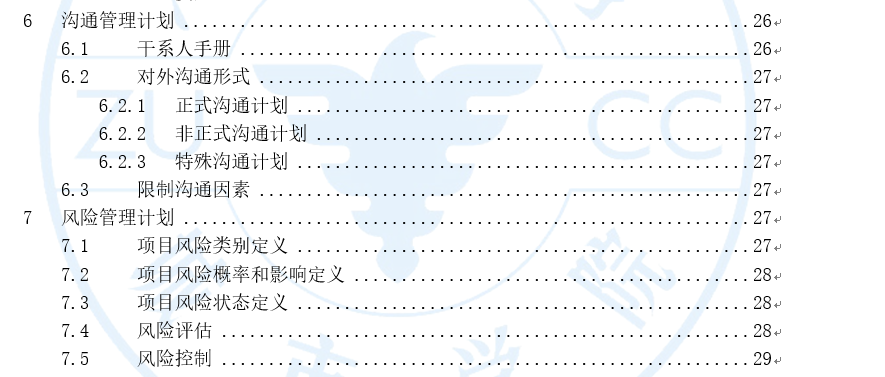 6 沟通管理计划 ............................................................ 26
6.1 干系人手册 ...................................................... 26
6.2 对外沟通形式 .................................................... 27
6.2.1 正式沟通计划 ................................................ 27
6.2.2 非正式沟通计划 .............................................. 27
6.2.3 特殊沟通计划 ................................................ 27
6.3 限制沟通因素 .................................................... 27
7 风险管理计划 ............................................................ 27
7.1 项目风险类别定义 ................................................ 27
7.2 项目风险概率和影响定义 .......................................... 28
7.3 项目风险状态定义 ................................................ 28
7.4 风险评估 ........................................................ 28
7.5 风险控制 ........................................................ 29
ZU CC